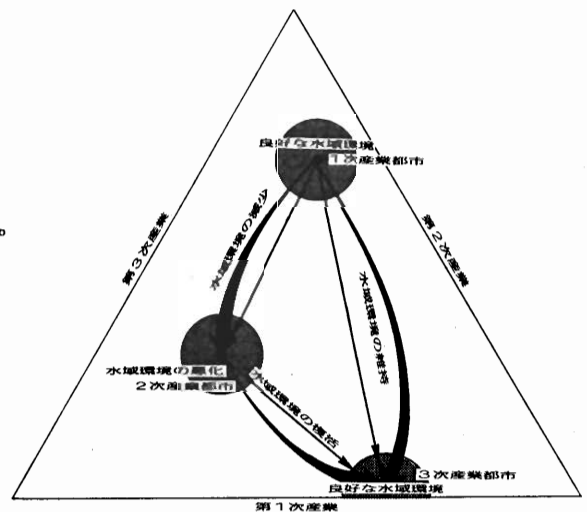 良好な水域環境
1次産業都市
水域環境の減少
第3次産業
第2次産業
水域環境の維持
水域環境の悪化
2次産業都市
水域環境の復活
3次産業都市
良好な水域環境
第1次産業